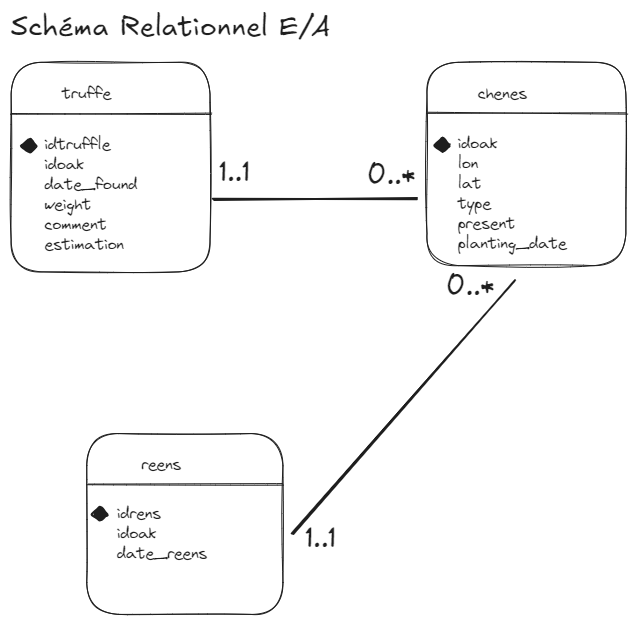 Schéma Relationnel E/A
truffe
idtruffle
idoak
date_found
weight
comment
estimation
1..1
0..*
chenes
idoak
lon
lat
type
present
planting_date
0..*
reens
idrens
idoak
date_reens
1..1